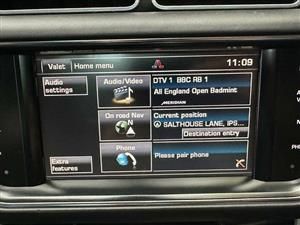 Valet Home menu 11:09
Audio settings
Audio/Video
DTV 1 BBC RB 1
All England Open Badmint
MERIDIAN
On road Nav
N
Current position
SALTHOUSE LANE, IPG...
Destination entry
Phone
Please pair phone
Extra features